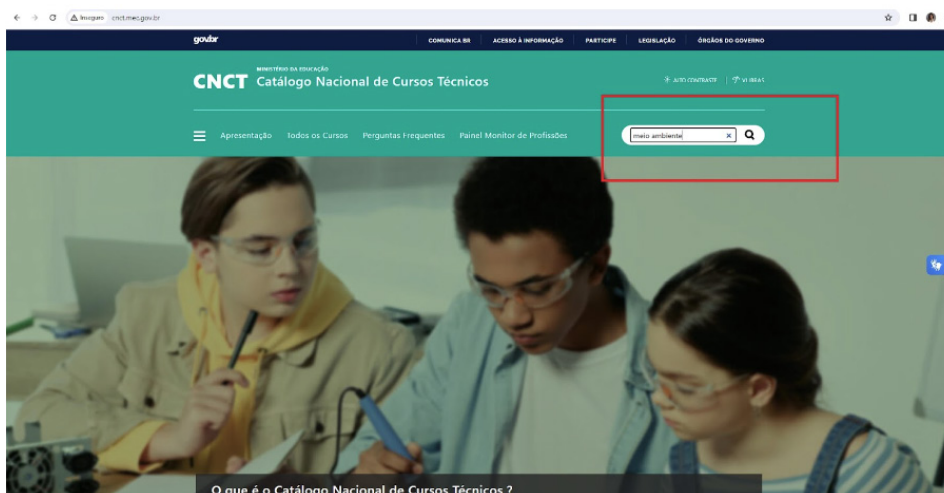 Inseguro cnct.mec.gov.br
gov.br
COMUNICA BR ACESSO À INFORMAÇÃO PARTICIPE LEGISLAÇÃO ÓRGÃOS DO GOVERNO
MINISTÉRIO DA EDUCAÇÃO
CNCT Catálogo Nacional de Cursos Técnicos
ALTO CONTRASTE VLIBRAS
Apresentação Todos os Cursos Perguntas Frequentes Painel Monitor de Profissões
meio ambiente
O que é o Catálogo Nacional de Cursos Técnicos ?